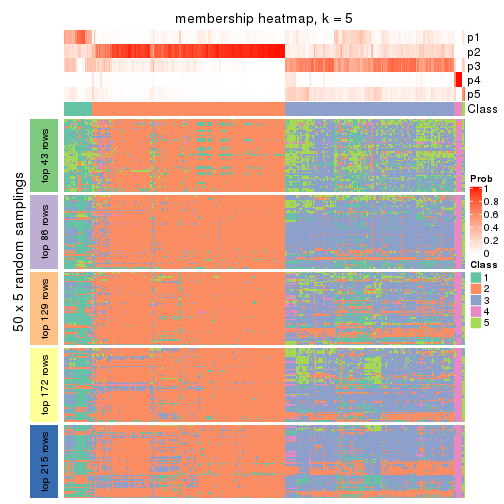 membership heatmap, k = 5
p1
p2
p3
p4
p5
Class
50 x 5 random samplings
top 43 rows
top 86 rows
top 129 rows
top 172 rows
top 215 rows
Prob
1
0.8
0.6
0.4
0.2
0
Class
1
2
3
4
5